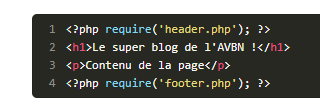 1 <?php require('header.php'); ?>
2 <h1>Le super blog de l'AVBN !</h1>
3 <p>Contenu de la page</p>
4 <?php require('footer.php'); ?>